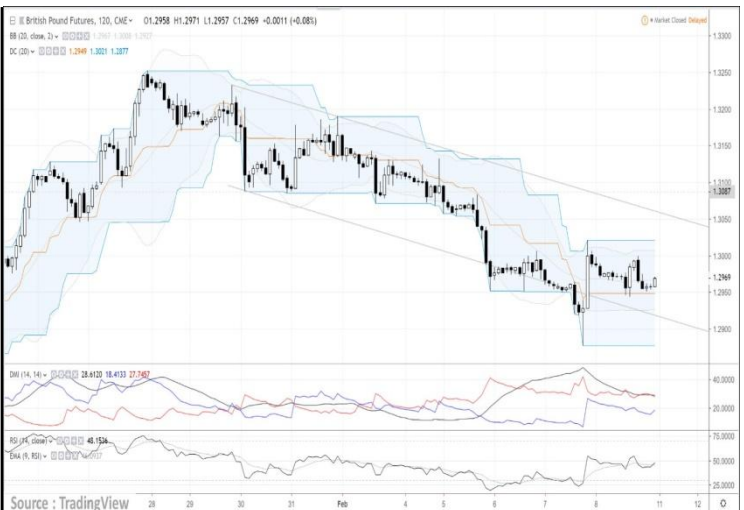 British Pound Futures, 120, CME O1.2958 H1.2971 L1.2957 C1.2969 +0.0011 (+0.08%)
Market Closed Delayed
BB (20, close, 2)
DC (20) 1.2949 1.3021 1.2877
1.3300
1.3250
1.3200
1.3150
1.3100
1.3087
1.3050
1.3000
1.2969
1.2950
1.2900
DMI (14, 14) 28.6120 18.4133 27.7457
40.0000
20.0000
RSI (14, close) 48.1536
EMA (9, RSI)
75.0000
50.0000
25.0000
28 29 30 31 Feb 4 5 6 7 8 11 12
Source : TradingView